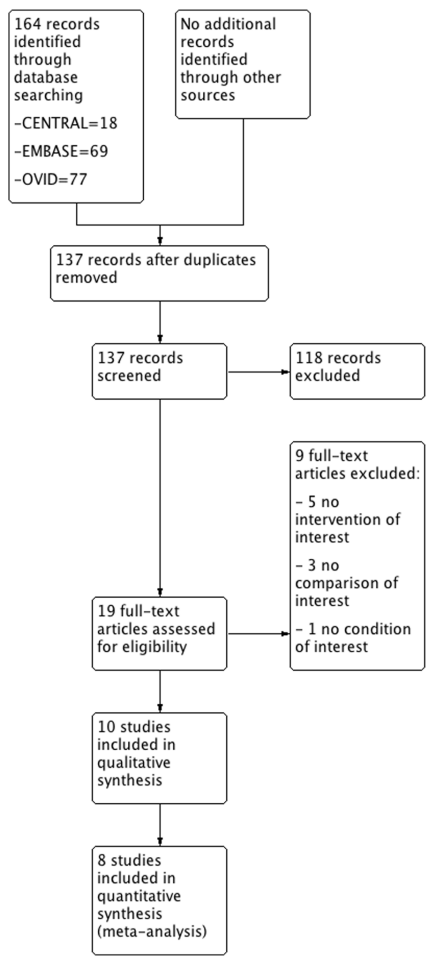 164 records
identified
through
database
searching
-CENTRAL=18
-EMBASE=69
-OVID=77
No additional
records
identified
through other
sources
137 records after duplicates
removed
137 records
screened
118 records
excluded
9 full-text
articles excluded:
- 5 no
intervention of
interest
- 3 no
comparison of
interest
- 1 no condition
of interest
19 full-text
articles assessed
for eligibility
10 studies
included in
qualitative
synthesis
8 studies
included in
quantitative
synthesis
(meta-analysis)